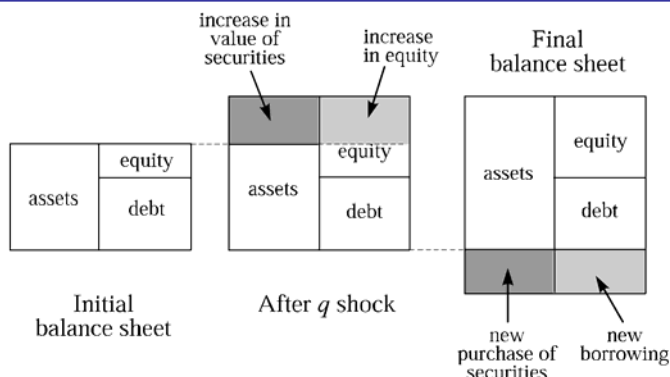 increase in
value of
securities
increase
in equity
Final
balance sheet
assets
equity
debt
assets
equity
debt
assets
equity
debt
Initial
balance sheet
After q shock
new
purchase of
securities
new
borrowing